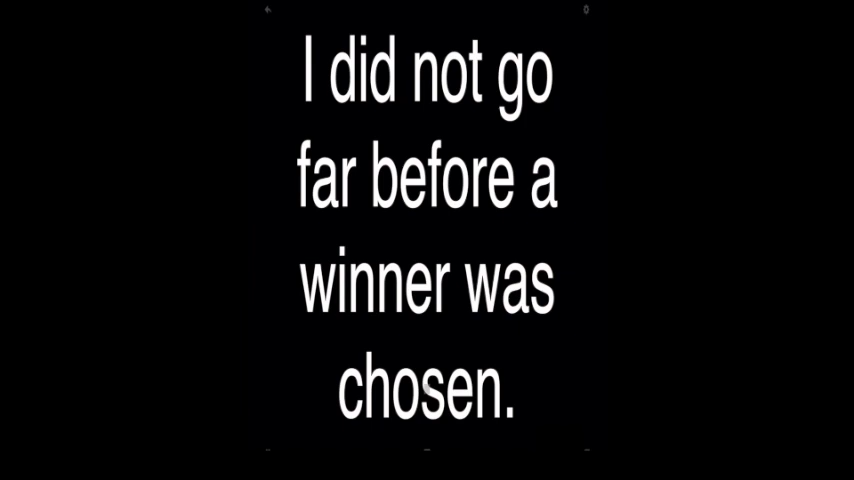 I did not go
far before a
winner was
chosen.